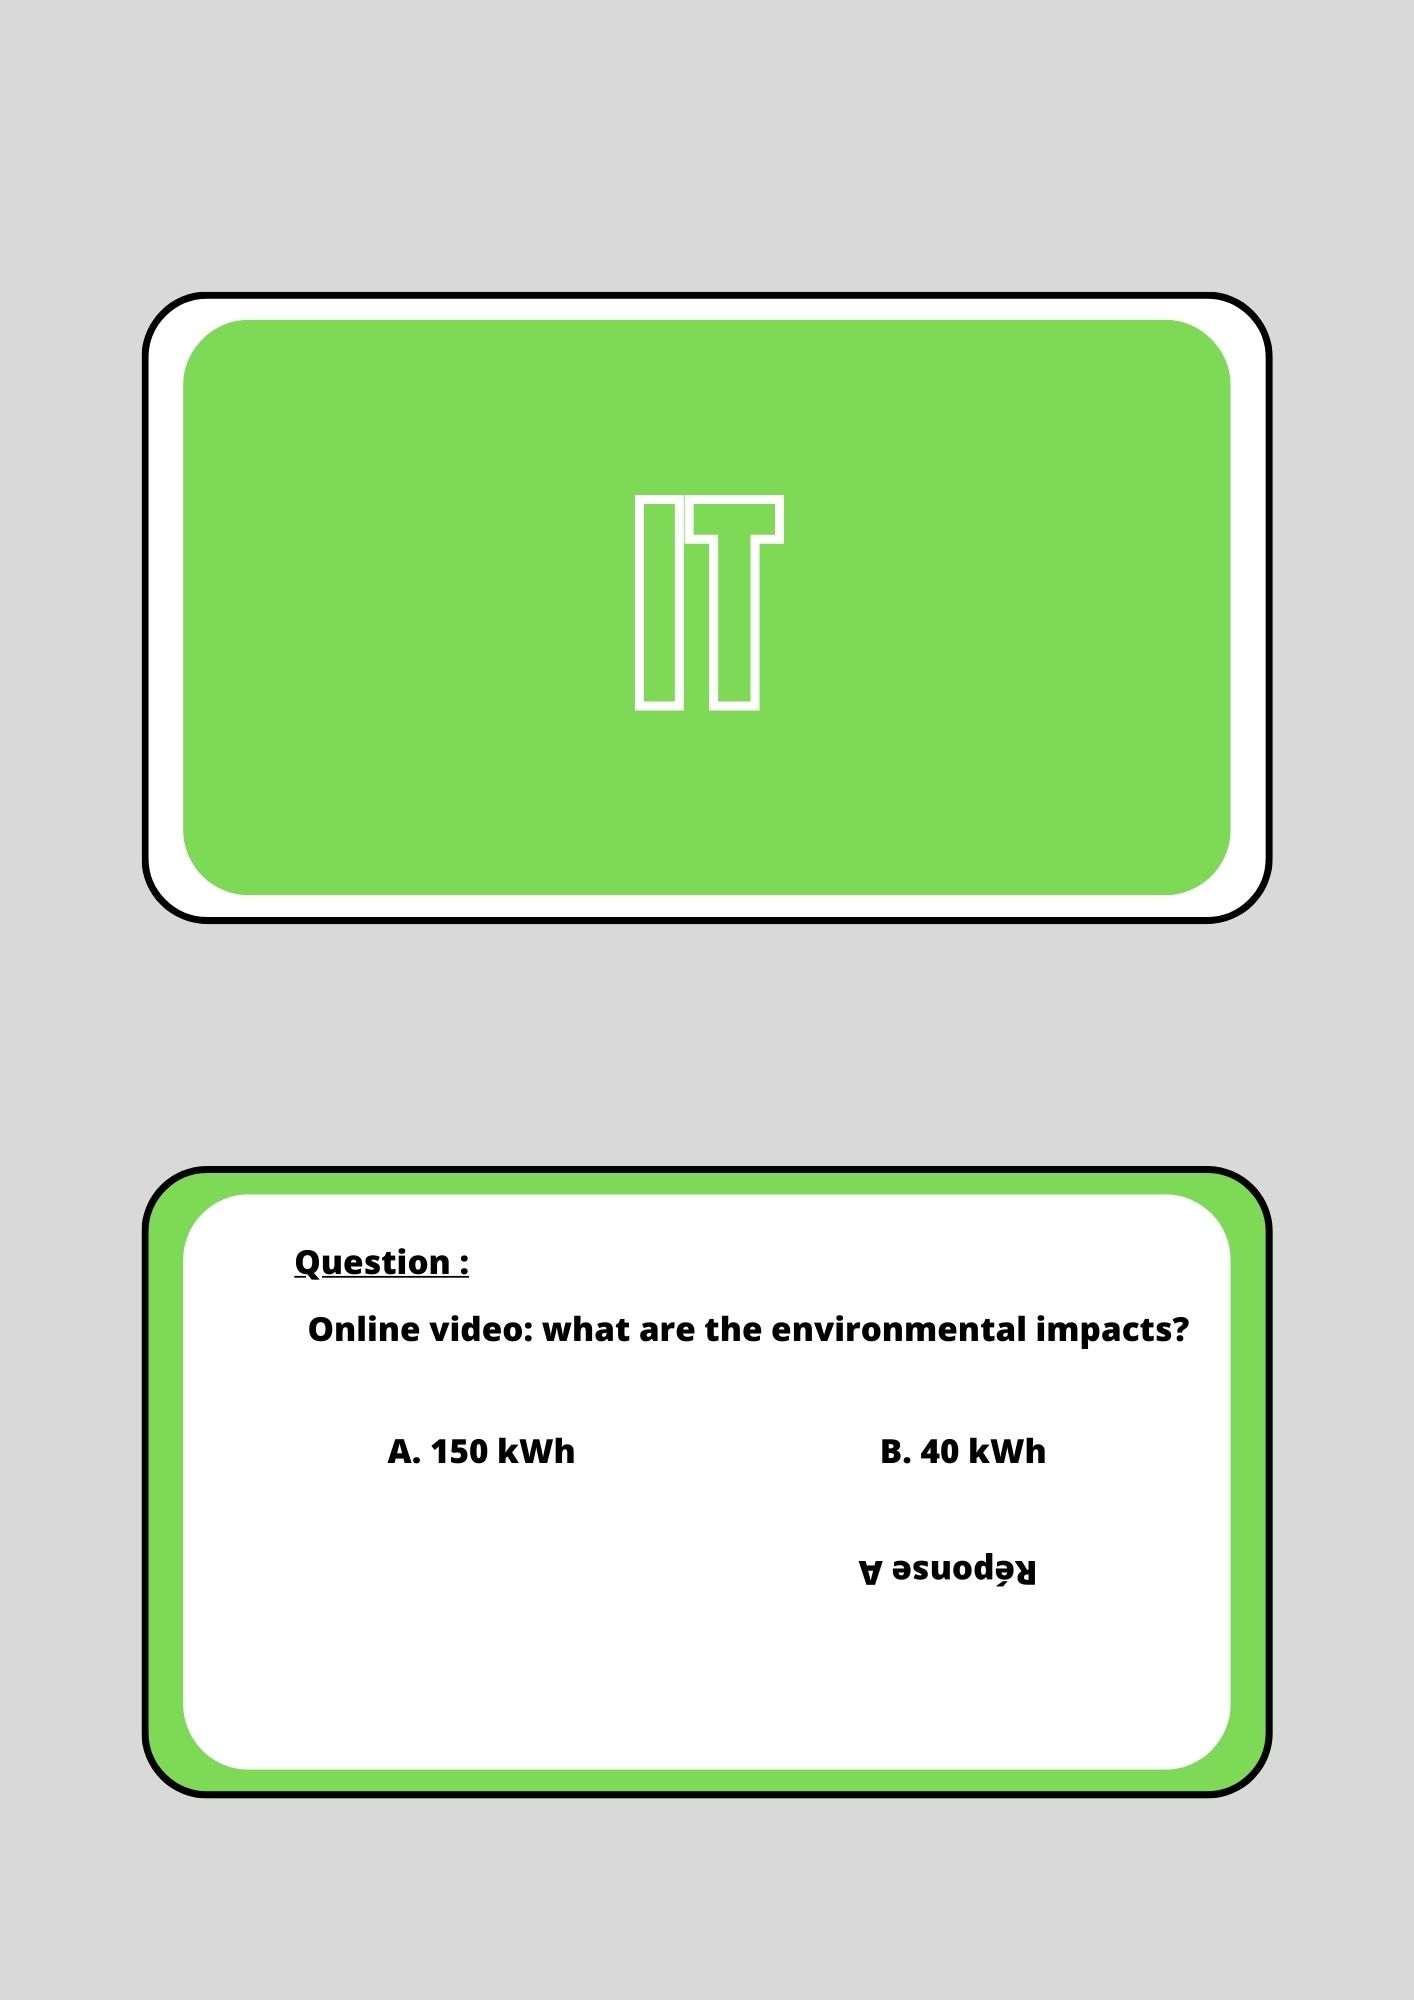 IT
Question :
Online video: what are the environmental impacts?
A. 150 kWh
B. 40 kWh
Réponse A